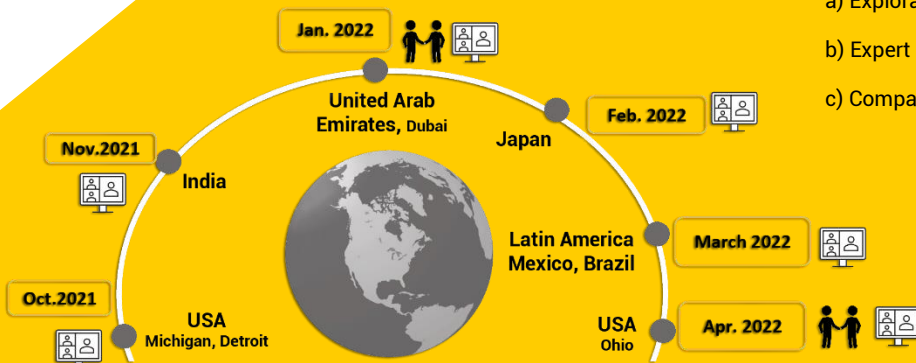 a) Explora
b) Expert
c) Compa
Jan. 2022
United Arab
Emirates, Dubai
Feb. 2022
Japan
Nov.2021
India
Latin America
Mexico, Brazil
March 2022
Oct.2021
USA
Michigan, Detroit
USA
Ohio
Apr. 2022